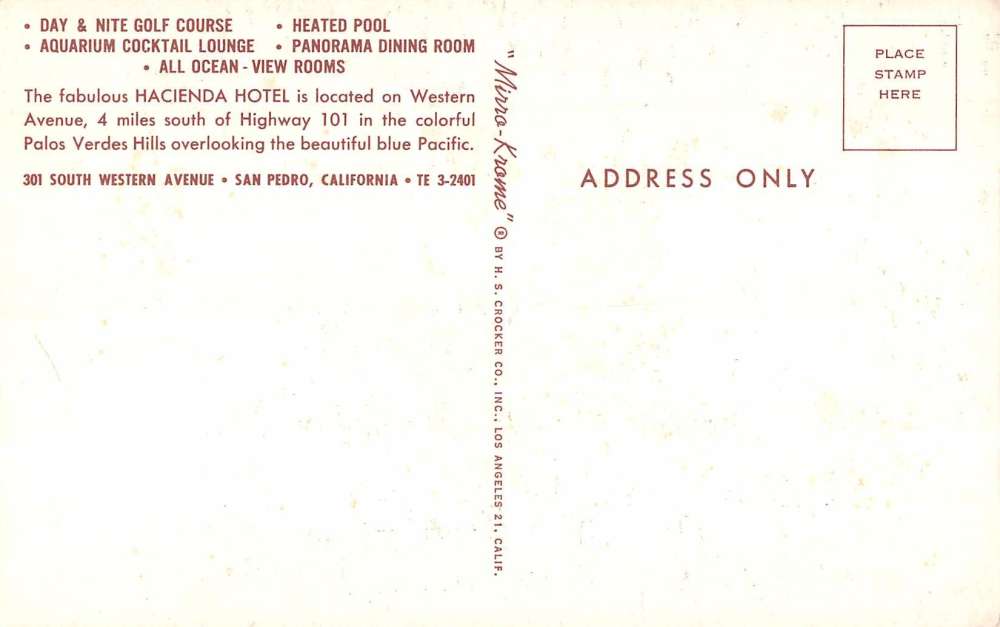 • DAY & NITE GOLF COURSE • HEATED POOL
• AQUARIUM COCKTAIL LOUNGE • PANORAMA DINING ROOM
• ALL OCEAN - VIEW ROOMS
The fabulous HACIENDA HOTEL is located on Western
Avenue, 4 miles south of Highway 101 in the colorful
Palos Verdes Hills overlooking the beautiful blue Pacific.
301 SOUTH WESTERN AVENUE • SAN PEDRO, CALIFORNIA • TE 3-2401
"Mirro-Krome" ® BY H. S. CROCKER CO., INC., LOS ANGELES 21, CALIF.
PLACE
STAMP
HERE
ADDRESS ONLY